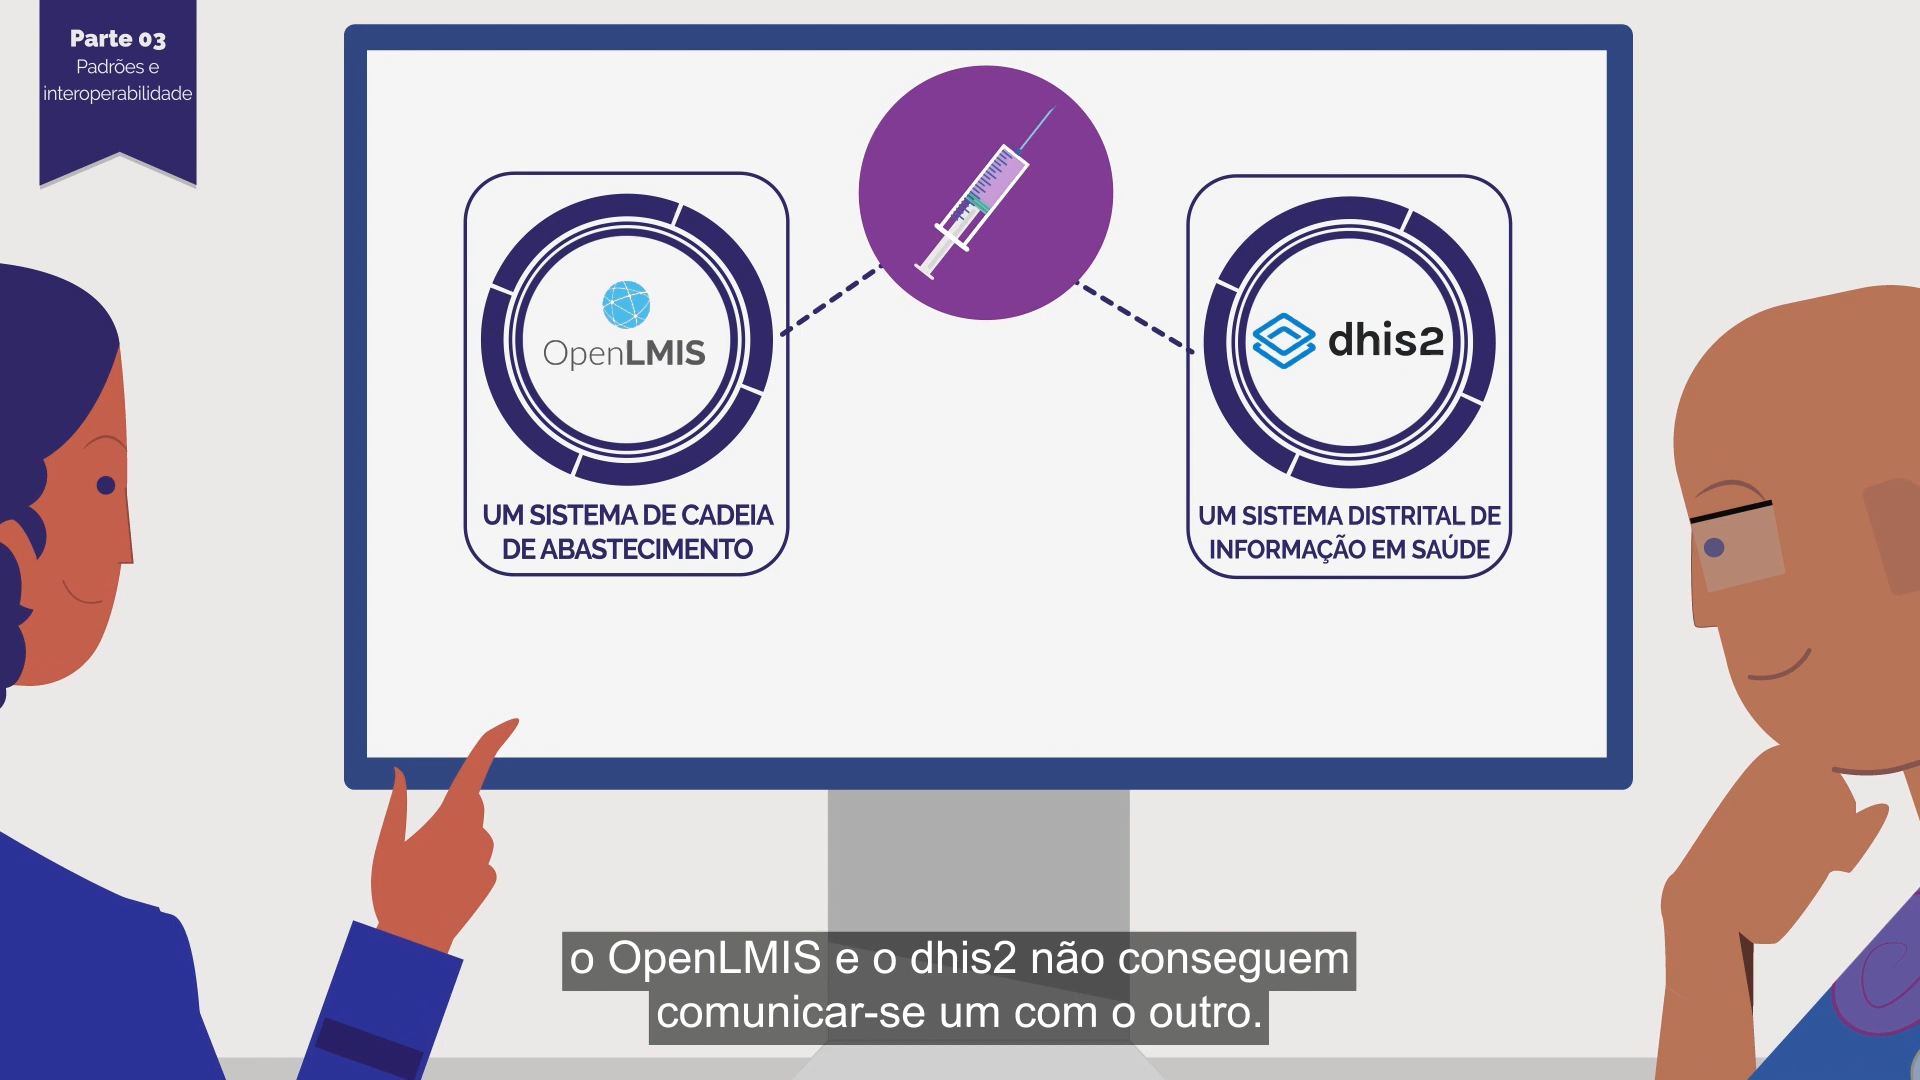 Parte 03
Padrões e
interoperabilidade
OpenLMIS
UM SISTEMA DE CADEIA
DE ABASTECIMENTO
dhis2
UM SISTEMA DISTRITAL DE
INFORMAÇÃO EM SAÚDE
o OpenLMIS e o dhis2 não conseguem
comunicar-se um com o outro.